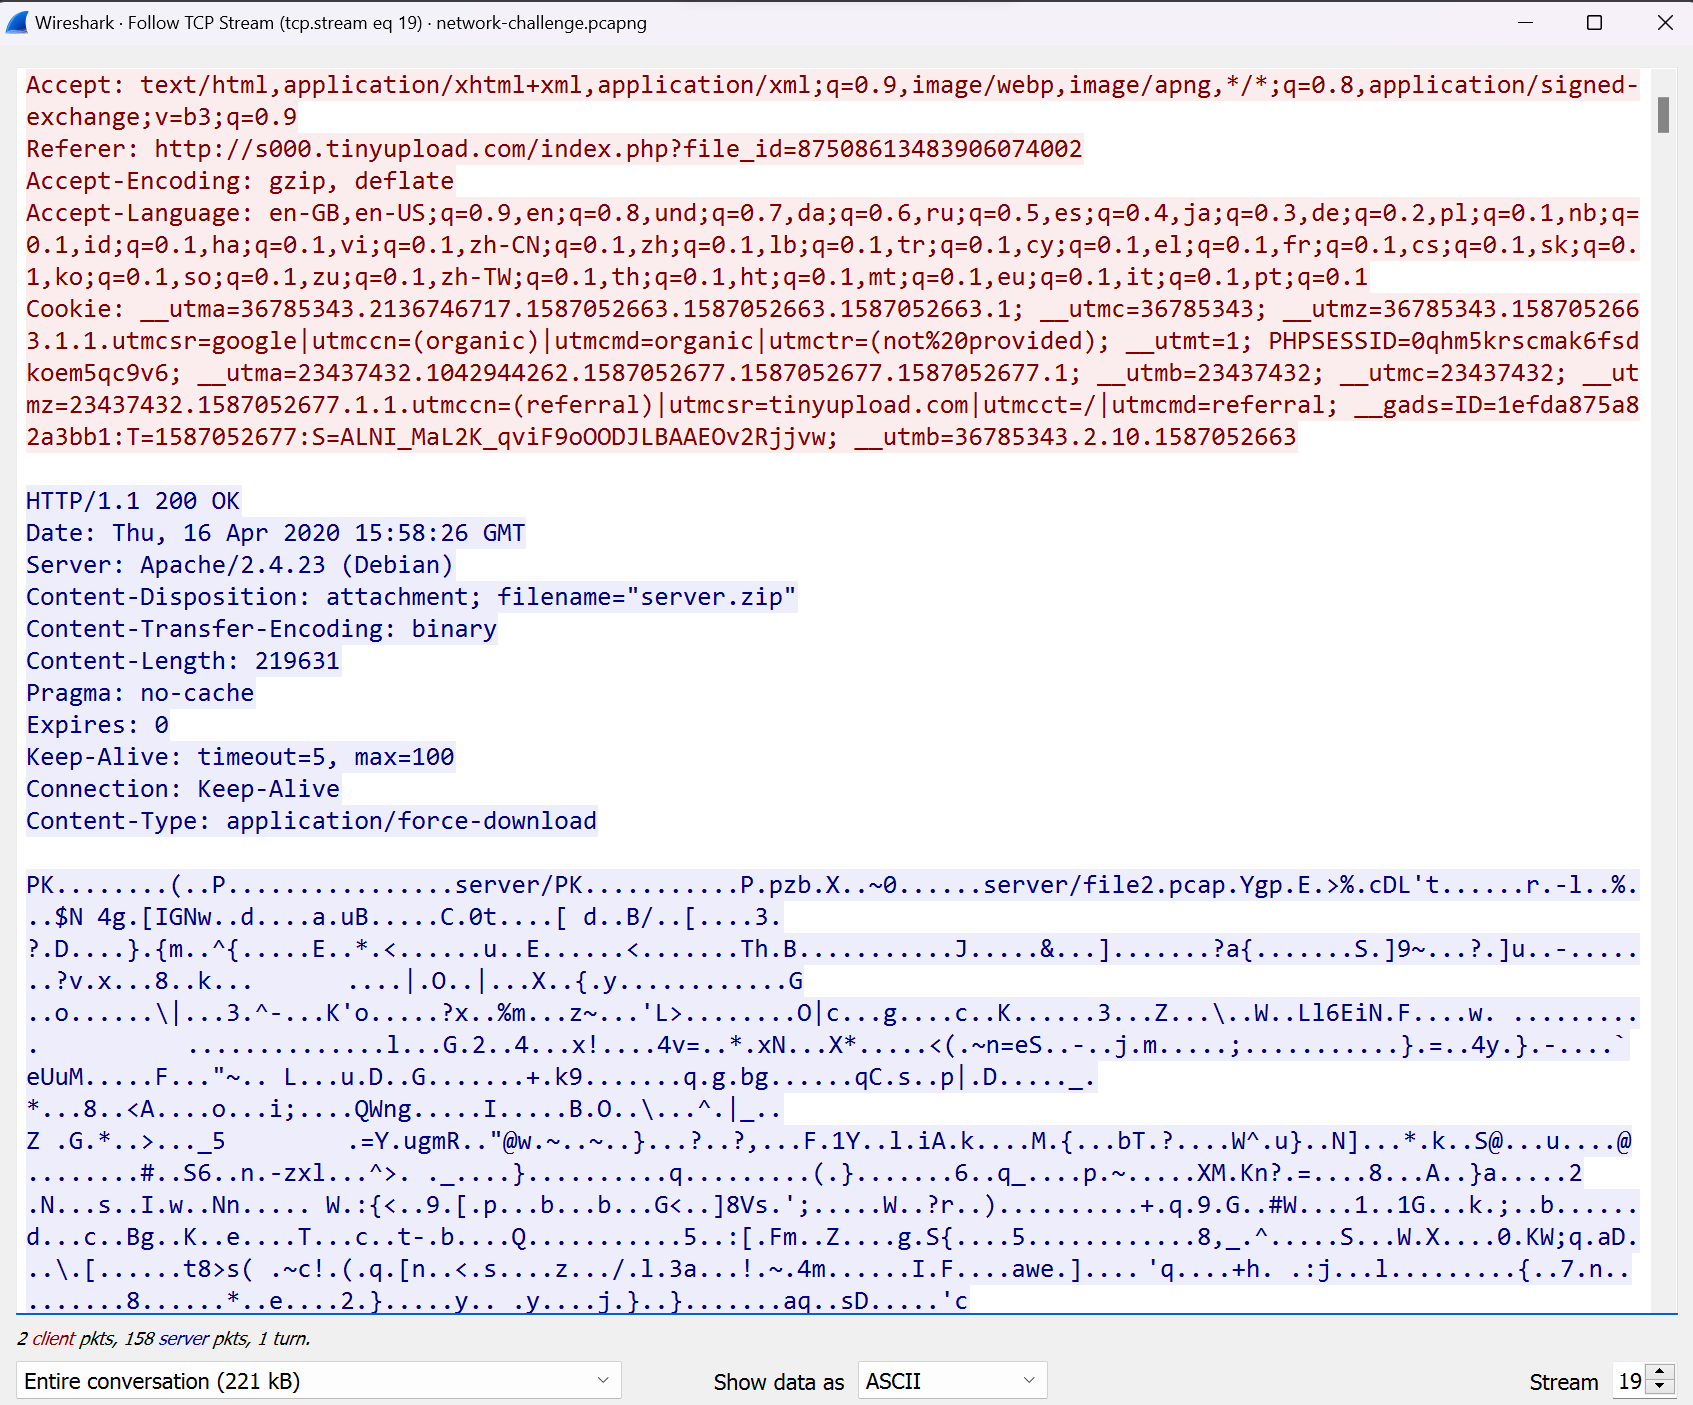 Wireshark · Follow TCP Stream (tcp.stream eq 19) · network-challenge.pcapng
Accept: text/html,application/xhtml+xml,application/xml;q=0.9,image/webp,image/apng,*/*;q=0.8,application/signed-
exchange;v=b3;q=0.9
Referer: http://s000.tinyupload.com/index.php?file_id=87508613483906074002
Accept-Encoding: gzip, deflate
Accept-Language: en-GB,en-US;q=0.9,en;q=0.8,und;q=0.7,da;q=0.6,ru;q=0.5,es;q=0.4,ja;q=0.3,de;q=0.2,pl;q=0.1,nb;q=
0.1,id;q=0.1,ha;q=0.1,vi;q=0.1,zh-CN;q=0.1,zh;q=0.1,lb;q=0.1,tr;q=0.1,cy;q=0.1,el;q=0.1,fr;q=0.1,cs;q=0.1,sk;q=0.
1,ko;q=0.1,so;q=0.1,zu;q=0.1,zh-TW;q=0.1,th;q=0.1,ht;q=0.1,mt;q=0.1,eu;q=0.1,it;q=0.1,pt;q=0.1
Cookie: __utma=36785343.2136746717.1587052663.1587052663.1587052663.1; __utmc=36785343; __utmz=36785343.158705266
3.1.1.utmcsr=google|utmccn=(organic)|utmcmd=organic|utmctr=(not%20provided); __utmt=1; PHPSESSID=0qhm5krscmak6fsd
koem5qc9v6; __utma=23437432.1042944262.1587052677.1587052677.1587052677.1; __utmb=23437432; __utmc=23437432; __ut
mz=23437432.1587052677.1.1.utmccn=(referral)|utmcsr=tinyupload.com|utmcct=/|utmcmd=referral; __gads=ID=1efda875a8
2a3bb1:T=1587052677:S=ALNI_MaL2K_qviF9oOODJLBAAEOv2Rjjvw; __utmb=36785343.2.10.1587052663
HTTP/1.1 200 OK
Date: Thu, 16 Apr 2020 15:58:26 GMT
Server: Apache/2.4.23 (Debian)
Content-Disposition: attachment; filename="server.zip"
Content-Transfer-Encoding: binary
Content-Length: 219631
Pragma: no-cache
Expires: 0
Keep-Alive: timeout=5, max=100
Connection: Keep-Alive
Content-Type: application/force-download
PK........(..P................server/PK...........P.pzb.X..~0......server/file2.pcap.Ygp.E.>%.cDL't......r.-l..%.
..$N 4g.[IGNw..d....a.uB.....C.0t....[ d..B/..[....3.
?.D....}.{m..^{.....E..*.<......u..E......<.......Th.B............J.....&...].......?a{.......S.]9~...?.]u..-.....
..?v.x...8..k... ....|.O..|...X..{.y............G
..o......\|...3.^-...K'o.....?x..%m...z~...'L>........O|c...g....c..K......3...Z...\..W..Ll6EiN.F....w. .........
. ..............l...G.2..4...x!....4v=..*.xN...X*.....<(.~n=eS..-..j.m.....;...........}.=..4y.}.-....`
eUuM.....F..."~.. L...u.D..G.......+.k9.......q.g.bg......qC.s..p|.D....._.
*...8..<A....o...i;....QWng.....I.....B.O..\...^.|_..
Z .G.*..>..._5 .=Y.ugmR.."@w.~..~..}...?..?,...F.1Y..l.iA.k....M.{...bT.?....W^.u}..N]...*.k..S@...u....@
........#..S6..n.-zxl...^>. ._....}..........q.........(.}.......6..q_....p.~.....XM.Kn?.=....8...A..}a.....2
.N...s..I.w..Nn..... W.:{<..9.[.p...b...b...G<..]8Vs.';.....W..?r..)..........+.q.9.G..#W....1..1G...k.;..b......
d...c..Bg..K..e....T...c..t-.b....Q...........5..:[.Fm..Z....g.S{....5............8,_.^.....S...W.X....0.KW;q.aD.
..\.[......t8>s( .~c!.(.q.[n..<.s....z.../.l.3a...!.~.4m......I.F....awe.].... 'q....+h. .:j...l.........{..7.n..
........8......*..e....2.}.....y.. .y....j.}..}.......aq..sD.....'c
2 client pkts, 158 server pkts, 1 turn.
Entire conversation (221 kB)
Show data as ASCII
Stream 19